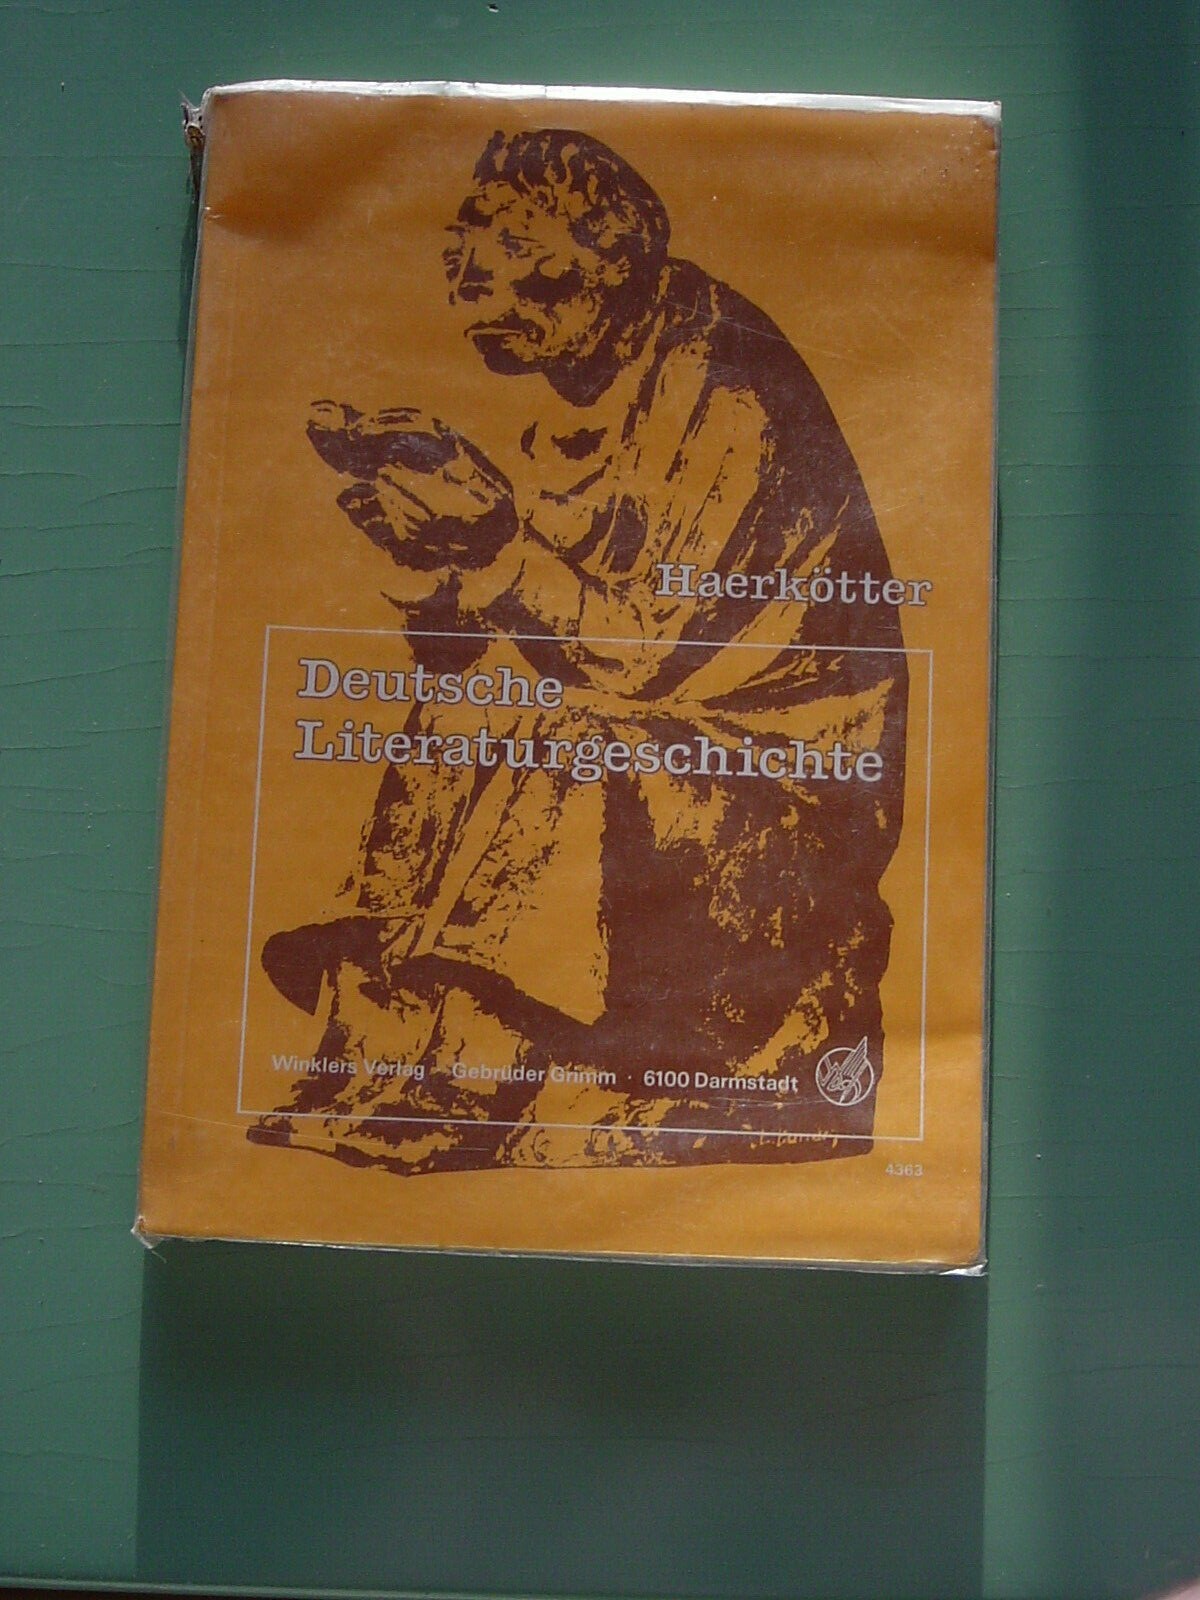 Haerkötter
Deutsche
Literaturgeschichte
Winklers Verlag · Gebrüder Grimm · 6100 Darmstadt
4363